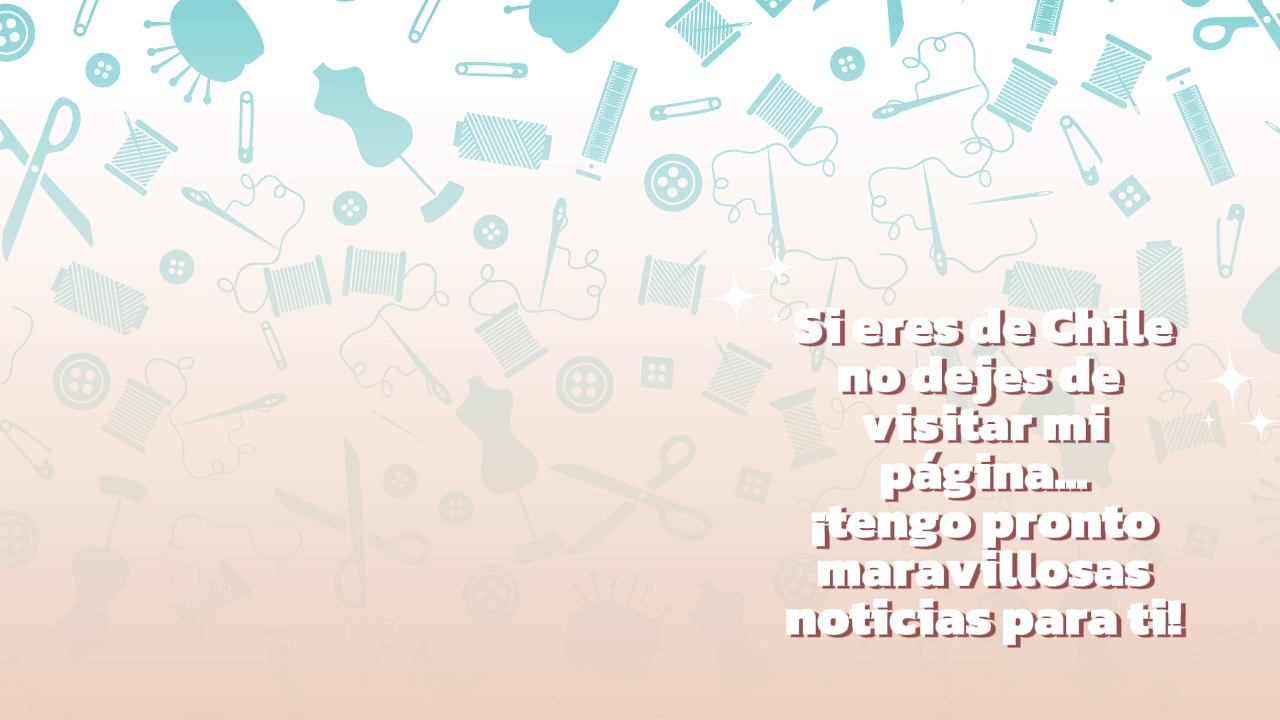 Si eres de Chile
no dejes de
visitar mi
página...
¡tengo pronto
maravillosas
noticias para ti!